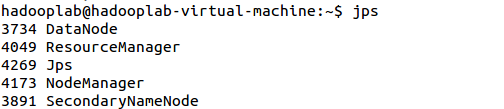 hadooplab@hadooplab-virtual-machine:~$ jps
3734 DataNode
4049 ResourceManager
4269 Jps
4173 NodeManager
3891 SecondaryNameNode